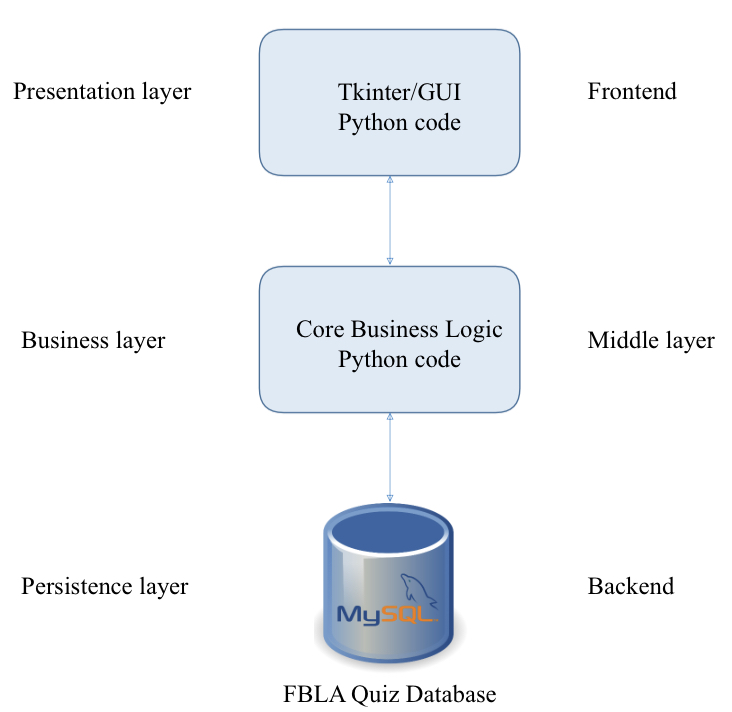 Presentation layer
Tkinter/GUI
Python code
Frontend
Business layer
Core Business Logic
Python code
Middle layer
Persistence layer
MySQL
Backend
FBLA Quiz Database